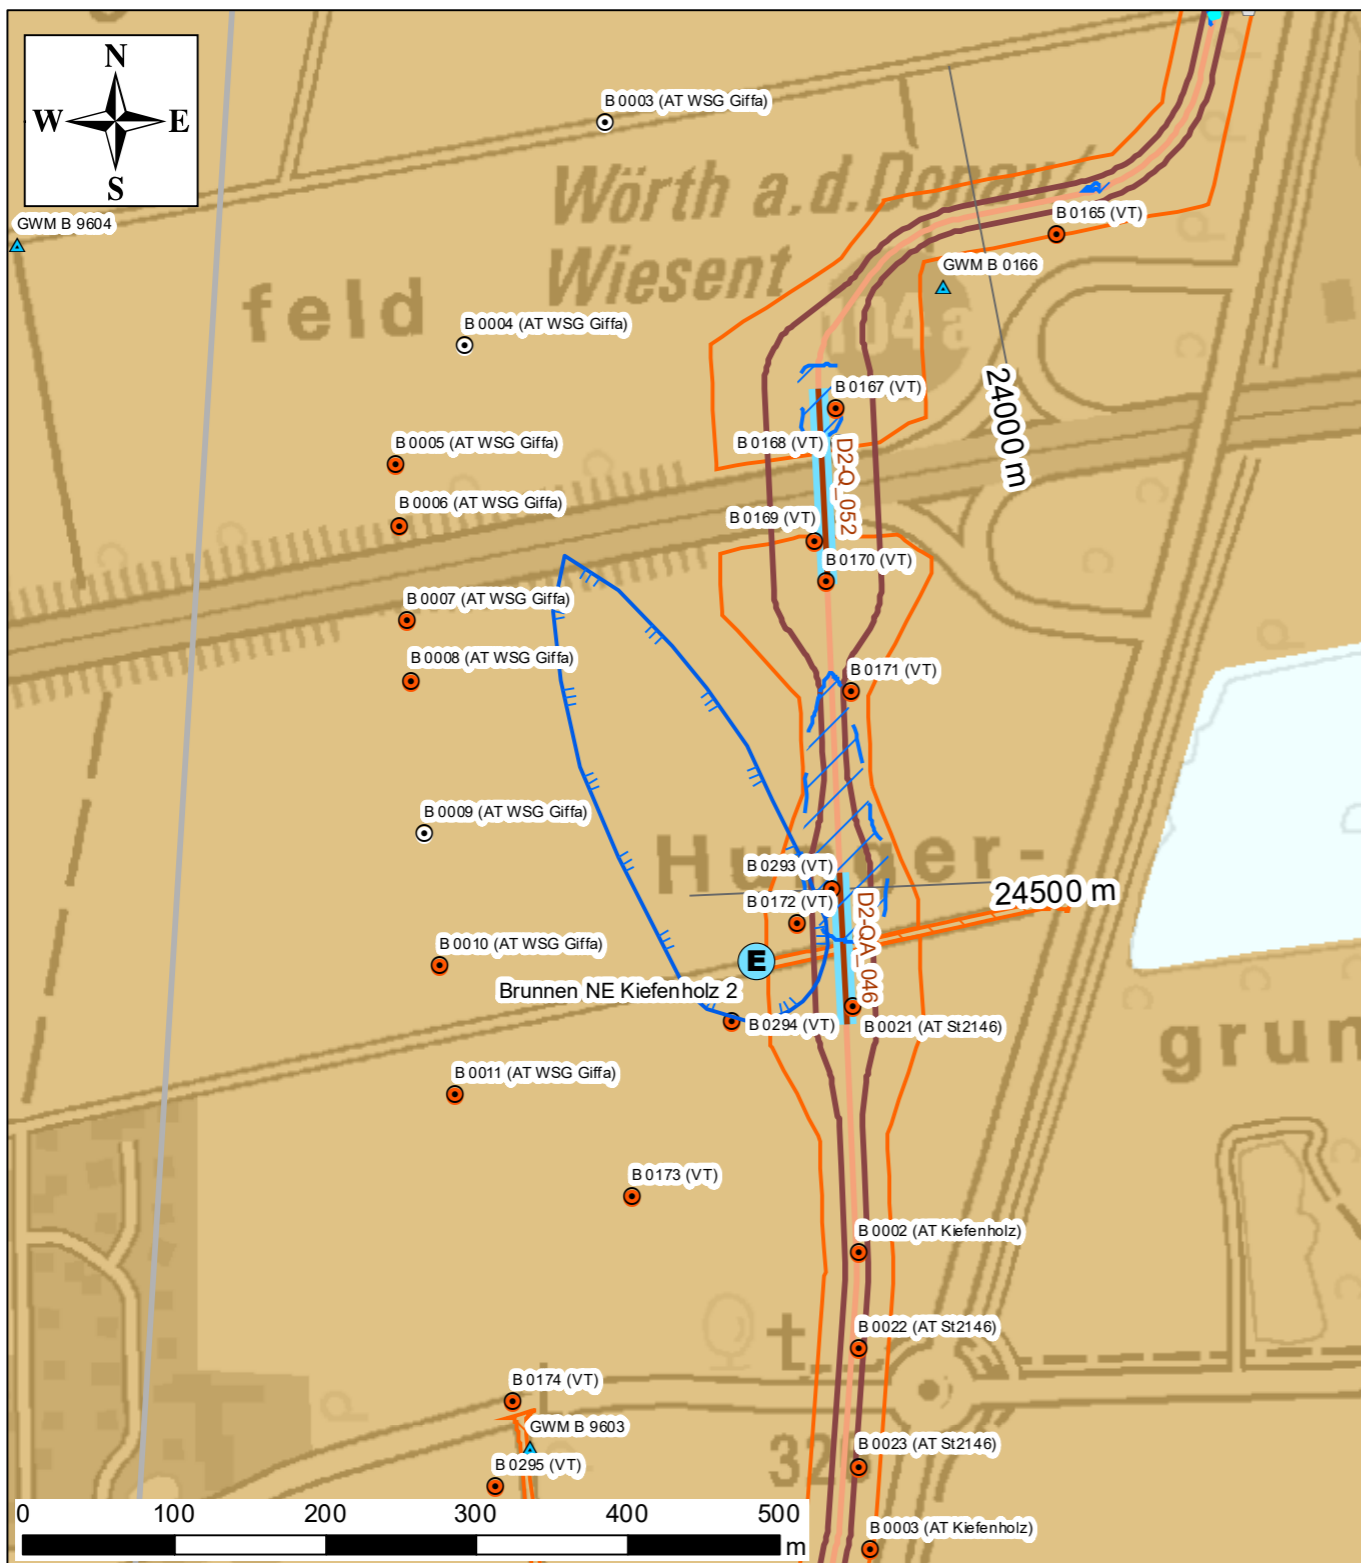 N
W E
S
B 0003 (AT WSG Giffa)
Wörth a.d.Donau/
Wiesent
B 0165 (VT)
GWM B 9604
GWM B 0166
feld
104a
B 0004 (AT WSG Giffa)
24000 m
B 0167 (VT)
B 0168 (VT)
B 0005 (AT WSG Giffa)
D2-Q_052
B 0006 (AT WSG Giffa)
B 0169 (VT)
B 0170 (VT)
B 0007 (AT WSG Giffa)
B 0008 (AT WSG Giffa)
B 0171 (VT)
B 0009 (AT WSG Giffa)
Hunger-
B 0293 (VT)
24500 m
B 0172 (VT)
D2-QA_046
B 0010 (AT WSG Giffa)
E
Brunnen NE Kiefenholz 2
B 0294 (VT)
B 0021 (AT St2146)
grun
B 0011 (AT WSG Giffa)
B 0173 (VT)
B 0002 (AT Kiefenholz)
B 0022 (AT St2146)
B 0174 (VT)
GWM B 9603
B 0023 (AT St2146)
B 0295 (VT)
0 100 200 300 400 500
m
B 0003 (AT Kiefenholz)